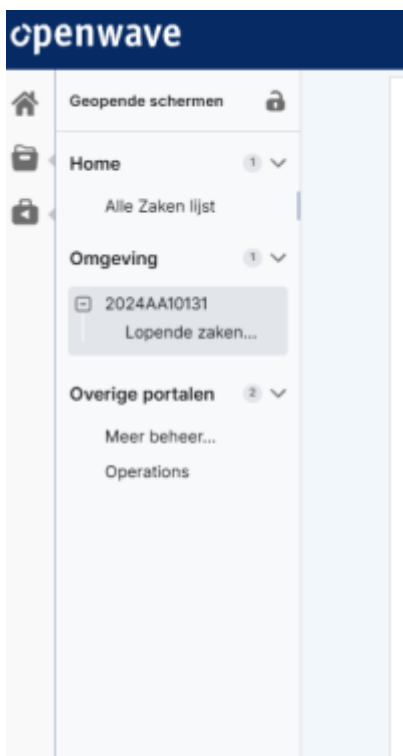 openwave
Geopende schermen
Home 1
Alle Zaken lijst
Omgeving 1
2024AA10131
Lopende zaken...
Overige portalen 2
Meer beheer...
Operations